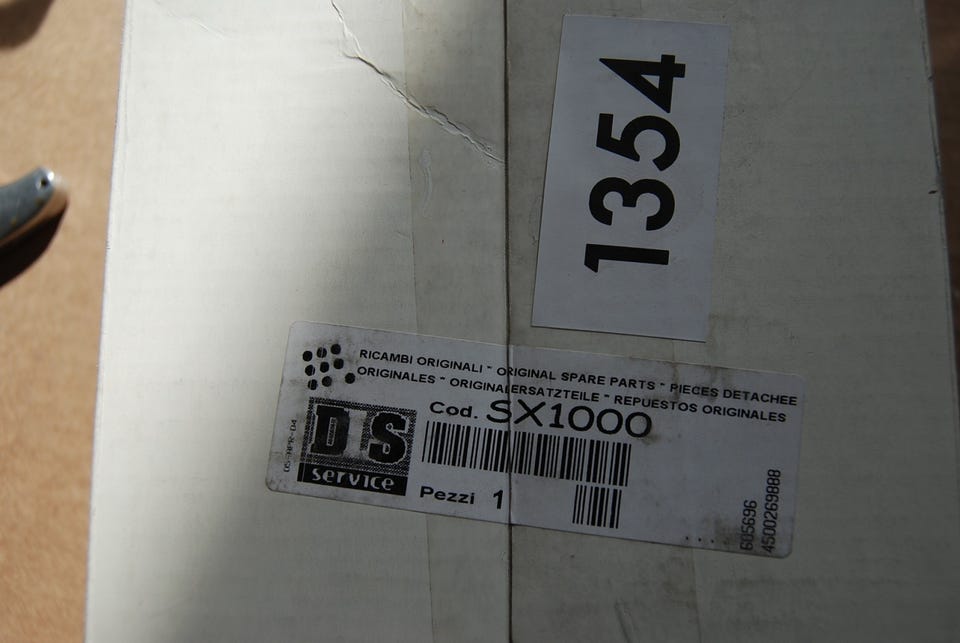 1354
RICAMBI ORIGINALI - ORIGINAL SPARE PARTS - PIECES DETACHEE
ORIGINALES - ORIGINALERSATZTEILE - REPUESTOS ORIGINALES
Cod. SX1000
DS
service
Pezzi 1
605696
4500269888